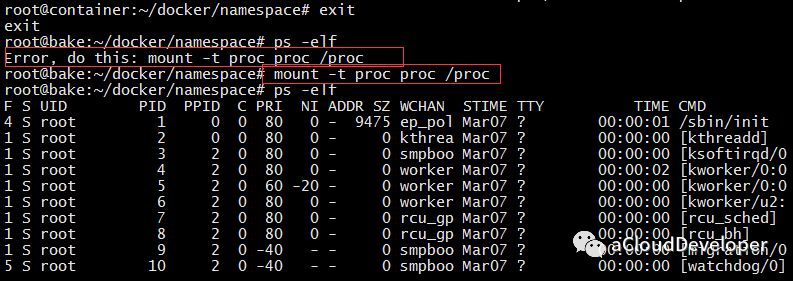 root@container:~/docker/namespace# exit
exit
root@bake:~/docker/namespace# ps -elf
Error, do this: mount -t proc proc /proc
root@bake:~/docker/namespace# mount -t proc proc /proc
root@bake:~/docker/namespace# ps -elf
F S UID PID PPID C PRI NI ADDR SZ WCHAN STIME TTY TIME CMD
4 S root 1 0 0 80 0 - 9475 ep_pol Mar07 ? 00:00:01 /sbin/init
1 S root 2 0 0 80 0 - 0 kthrea Mar07 ? 00:00:00 [kthreadd]
1 S root 3 2 0 80 0 - 0 smpboo Mar07 ? 00:00:00 [ksoftirqd/0
1 S root 4 2 0 80 0 - 0 worker Mar07 ? 00:00:02 [kworker/0:0
1 S root 5 2 0 60 -20 - 0 worker Mar07 ? 00:00:00 [kworker/0:0
1 S root 6 2 0 80 0 - 0 worker Mar07 ? 00:00:00 [kworker/u2:
1 S root 7 2 0 80 0 - 0 rcu_gp Mar07 ? 00:00:00 [rcu_sched]
1 S root 8 2 0 80 0 - 0 rcu_gp Mar07 ? 00:00:00 [rcu_bh]
1 S root 9 2 0 -40 - - 0 smpboo Mar07 ? 00:00:00 [migration/0
5 S root 10 2 0 -40 - - 0 smpboo Mar07 ? 00:00:00 [watchdog/0]
aCloudDeveloper